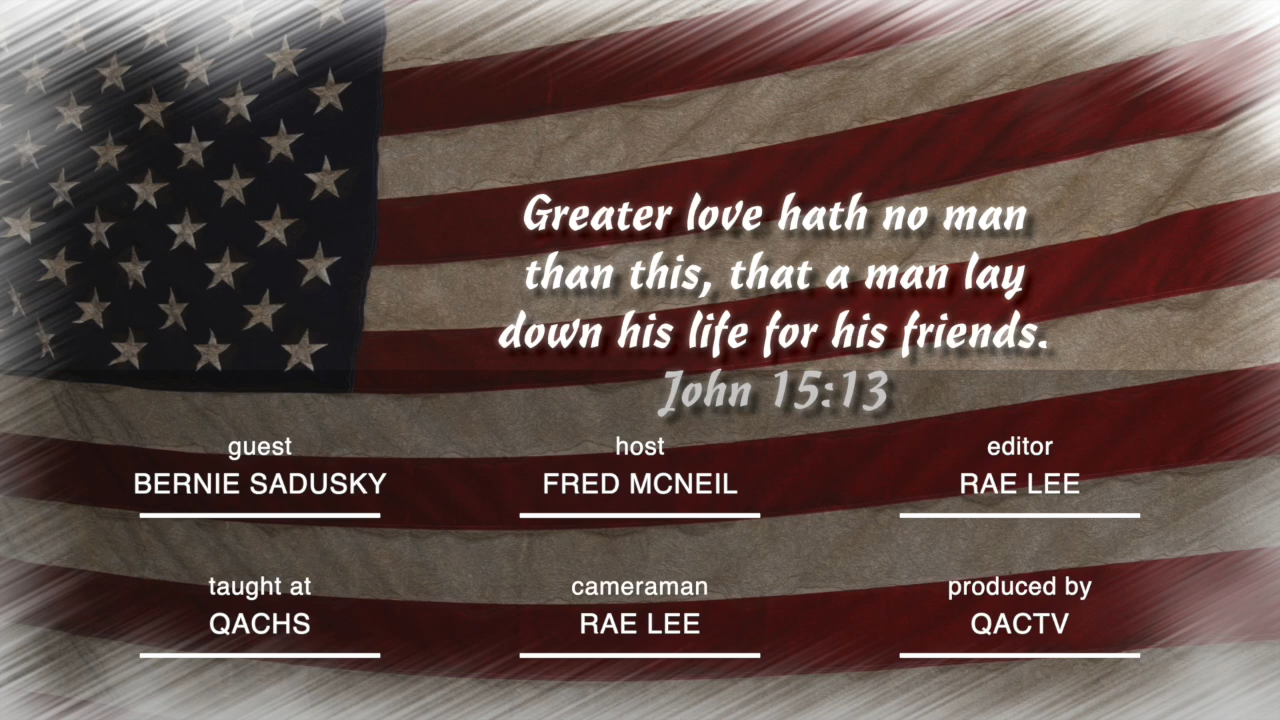 Greater love hath no man
than this, that a man lay
down his life for his friends.
John 15:13
guest
BERNIE SADUSKY
host
FRED MCNEIL
editor
RAE LEE
taught at
QACHS
cameraman
RAE LEE
produced by
QACTV